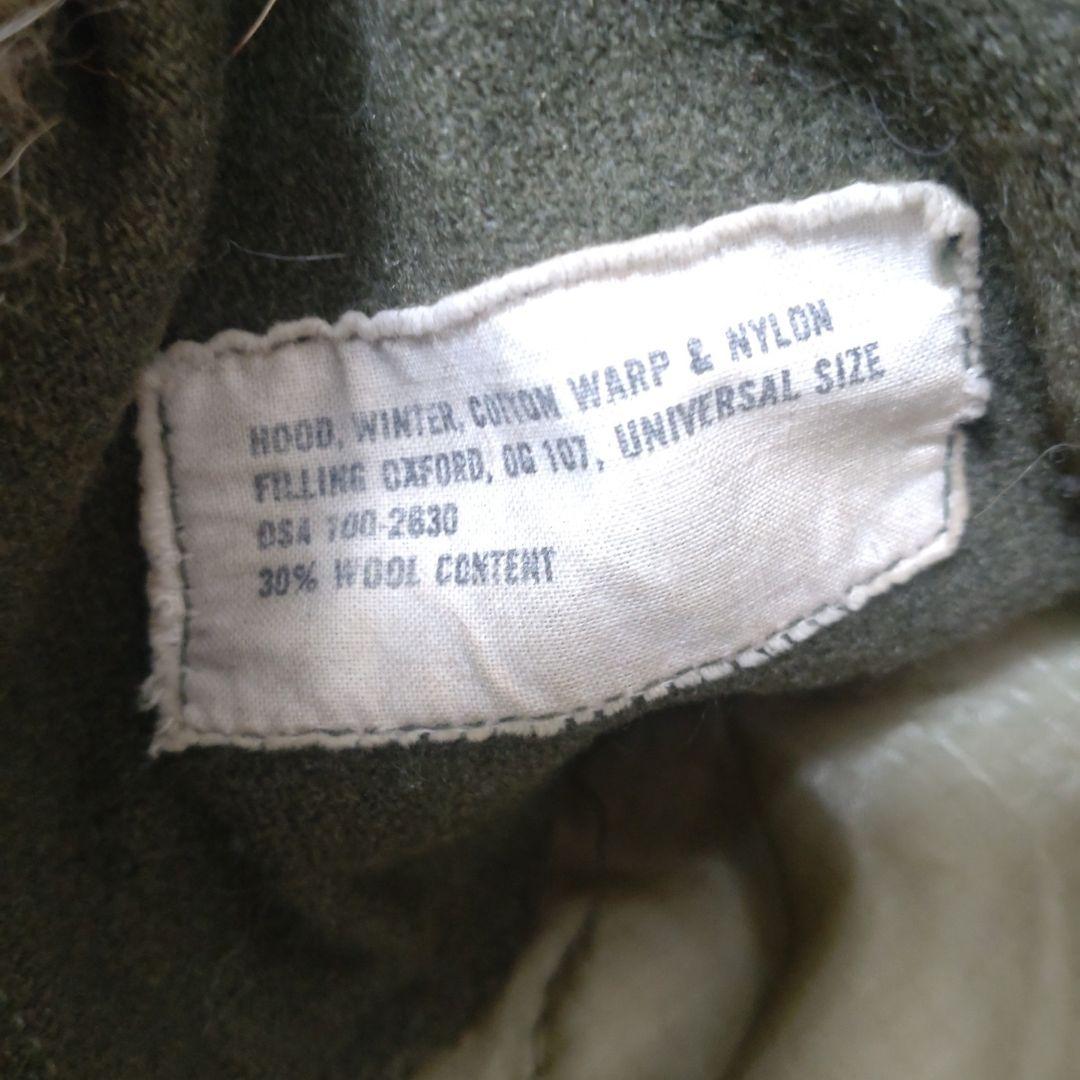 HOOD, WINTER, COTTON WARP & NYLON
FILLING OXFORD, OG 107, UNIVERSAL SIZE
DSA 100-2630
30% WOOL CONTENT